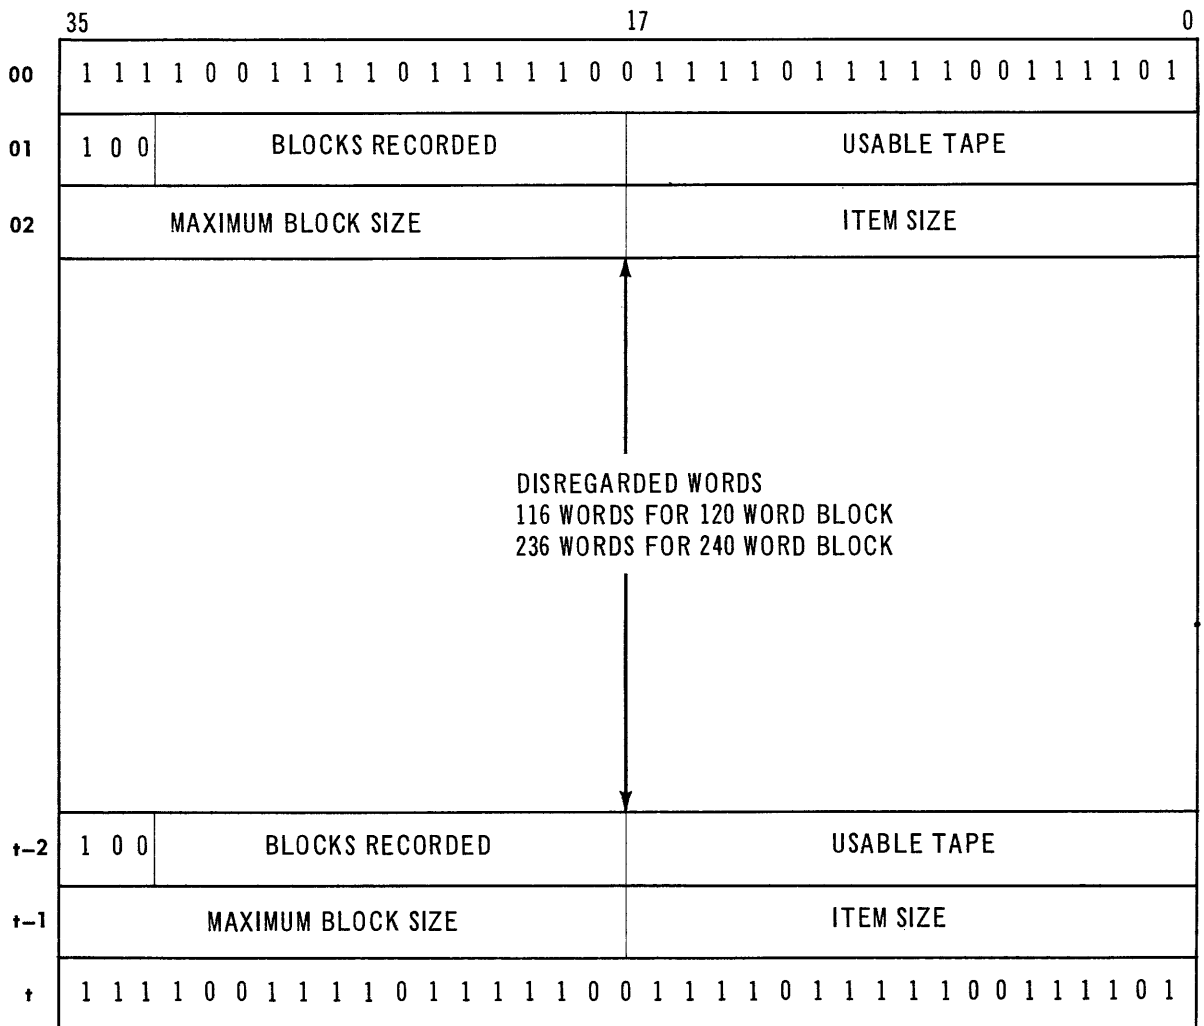 35 17 0
00 1 1 1 1 0 0 1 1 1 1 0 1 1 1 1 1 0 0 1 1 1 1 0 1 1 1 1 1 0 0 1 1 1 1 0 1
01 1 0 0 BLOCKS RECORDED USABLE TAPE
02 MAXIMUM BLOCK SIZE ITEM SIZE
DISREGARDED WORDS
116 WORDS FOR 120 WORD BLOCK
236 WORDS FOR 240 WORD BLOCK
t-2 1 0 0 BLOCKS RECORDED USABLE TAPE
t-1 MAXIMUM BLOCK SIZE ITEM SIZE
t 1 1 1 1 0 0 1 1 1 1 0 1 1 1 1 1 0 0 1 1 1 1 0 1 1 1 1 1 0 0 1 1 1 1 0 1